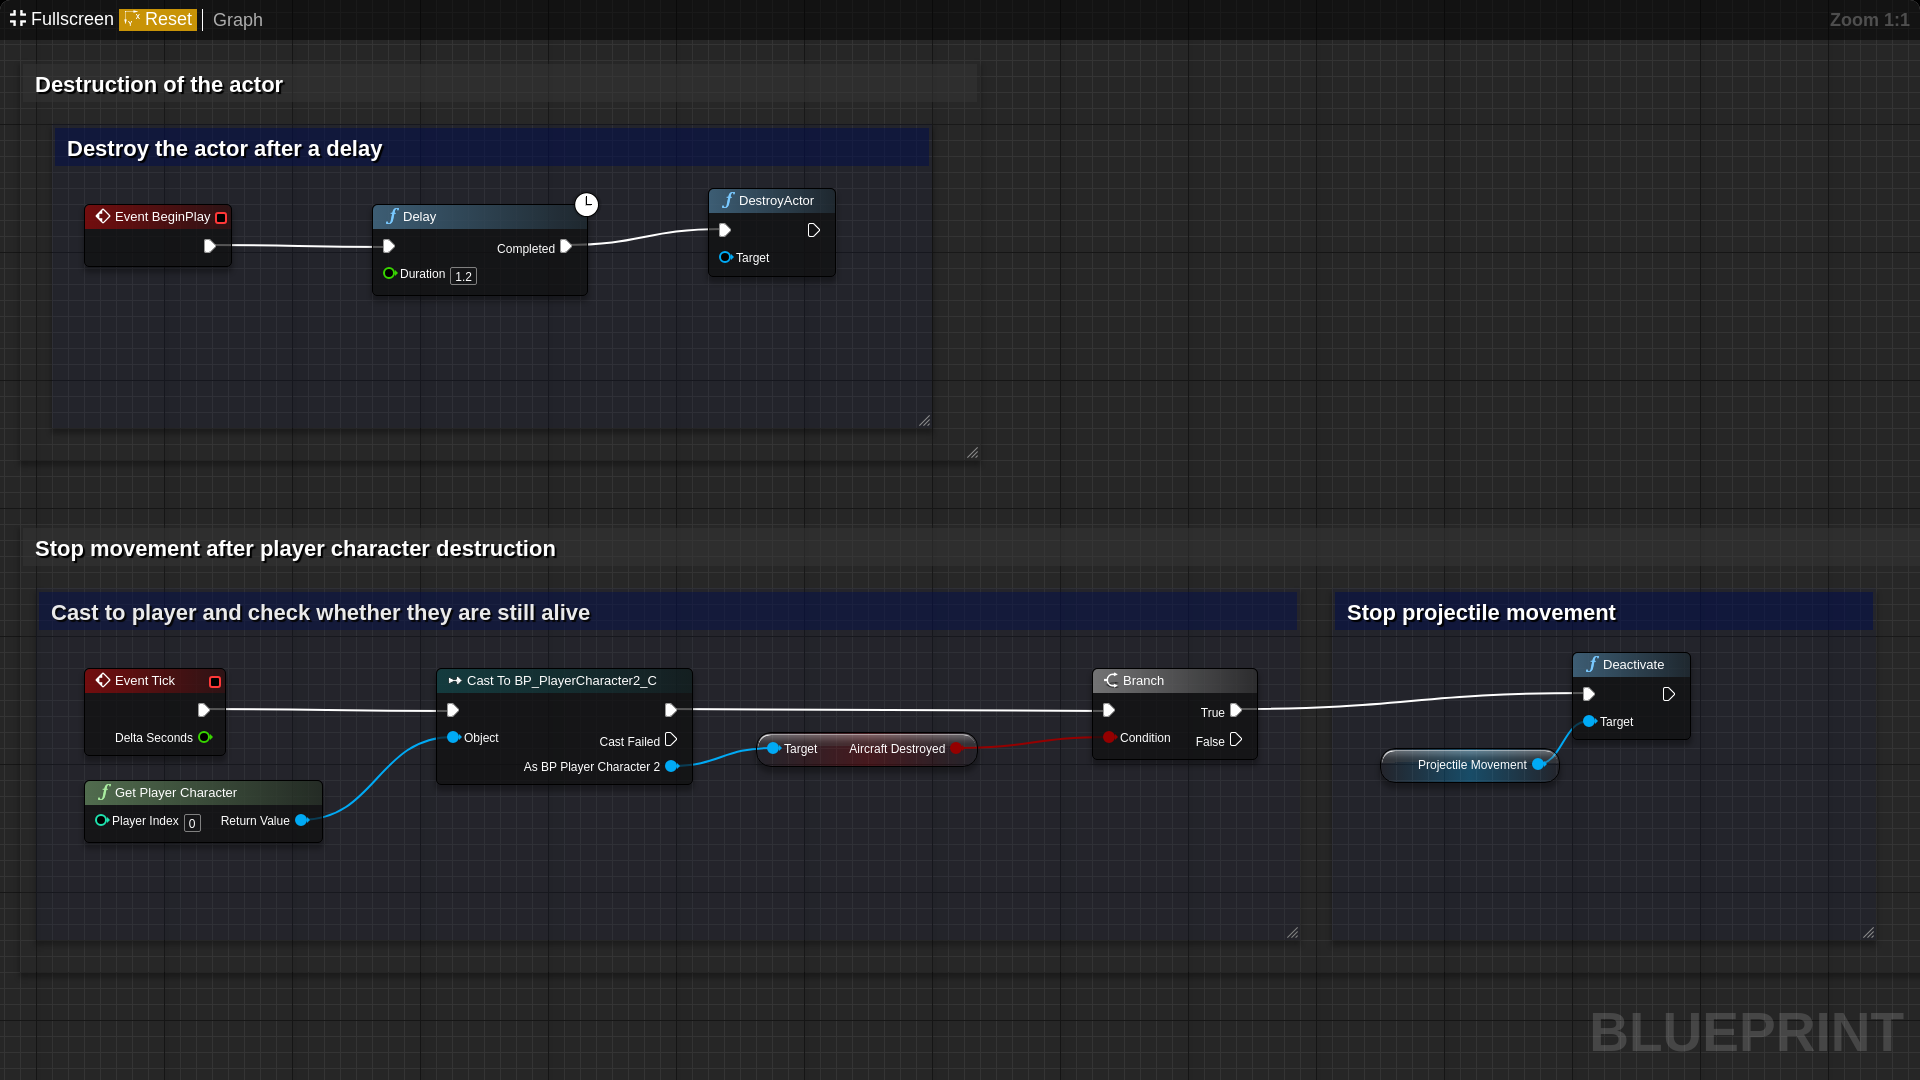 Fullscreen Reset Graph Zoom 1:1
Destruction of the actor
Destroy the actor after a delay
Event BeginPlay
Delay
Completed
Duration 1.2
DestroyActor
Target
Stop movement after player character destruction
Cast to player and check whether they are still alive
Event Tick
Delta Seconds
Get Player Character
Player Index 0 Return Value
Cast To BP_PlayerCharacter2_C
Object
Cast Failed
As BP Player Character 2
Target Aircraft Destroyed
Branch
True
Condition
False
Stop projectile movement
Deactivate
Target
Projectile Movement
BLUEPRINT